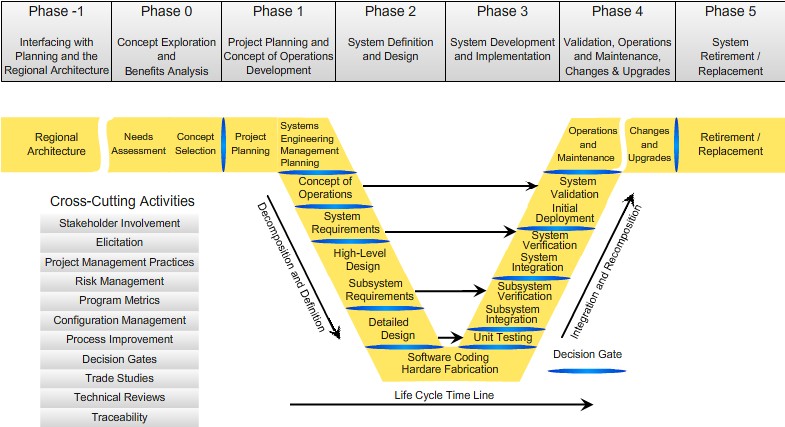 Phase -1
Interfacing with
Planning and the
Regional Architecture
Phase 0
Concept Exploration
and
Benefits Analysis
Phase 1
Project Planning and
Concept of Operations
Development
Phase 2
System Definition
and Design
Phase 3
System Development
and Implementation
Phase 4
Validation, Operations
and Maintenance,
Changes & Upgrades
Phase 5
System
Retirement /
Replacement
Regional
Architecture
Needs
Assessment
Concept
Selection
Project
Planning
Systems
Engineering
Management
Planning
Concept of
Operations
System
Requirements
High-Level
Design
Subsystem
Requirements
Detailed
Design
Software Coding
Hardare Fabrication
Unit Testing
Subsystem
Integration
Subsystem
Verification
System
Integration
System
Verification
Initial
Deployment
System
Validation
Operations
and
Maintenance
Changes
and
Upgrades
Retirement /
Replacement
Decomposition and Definition
Integration and Recomposition
Decision Gate
Life Cycle Time Line
Cross-Cutting Activities
Stakeholder Involvement
Elicitation
Project Management Practices
Risk Management
Program Metrics
Configuration Management
Process Improvement
Decision Gates
Trade Studies
Technical Reviews
Traceability